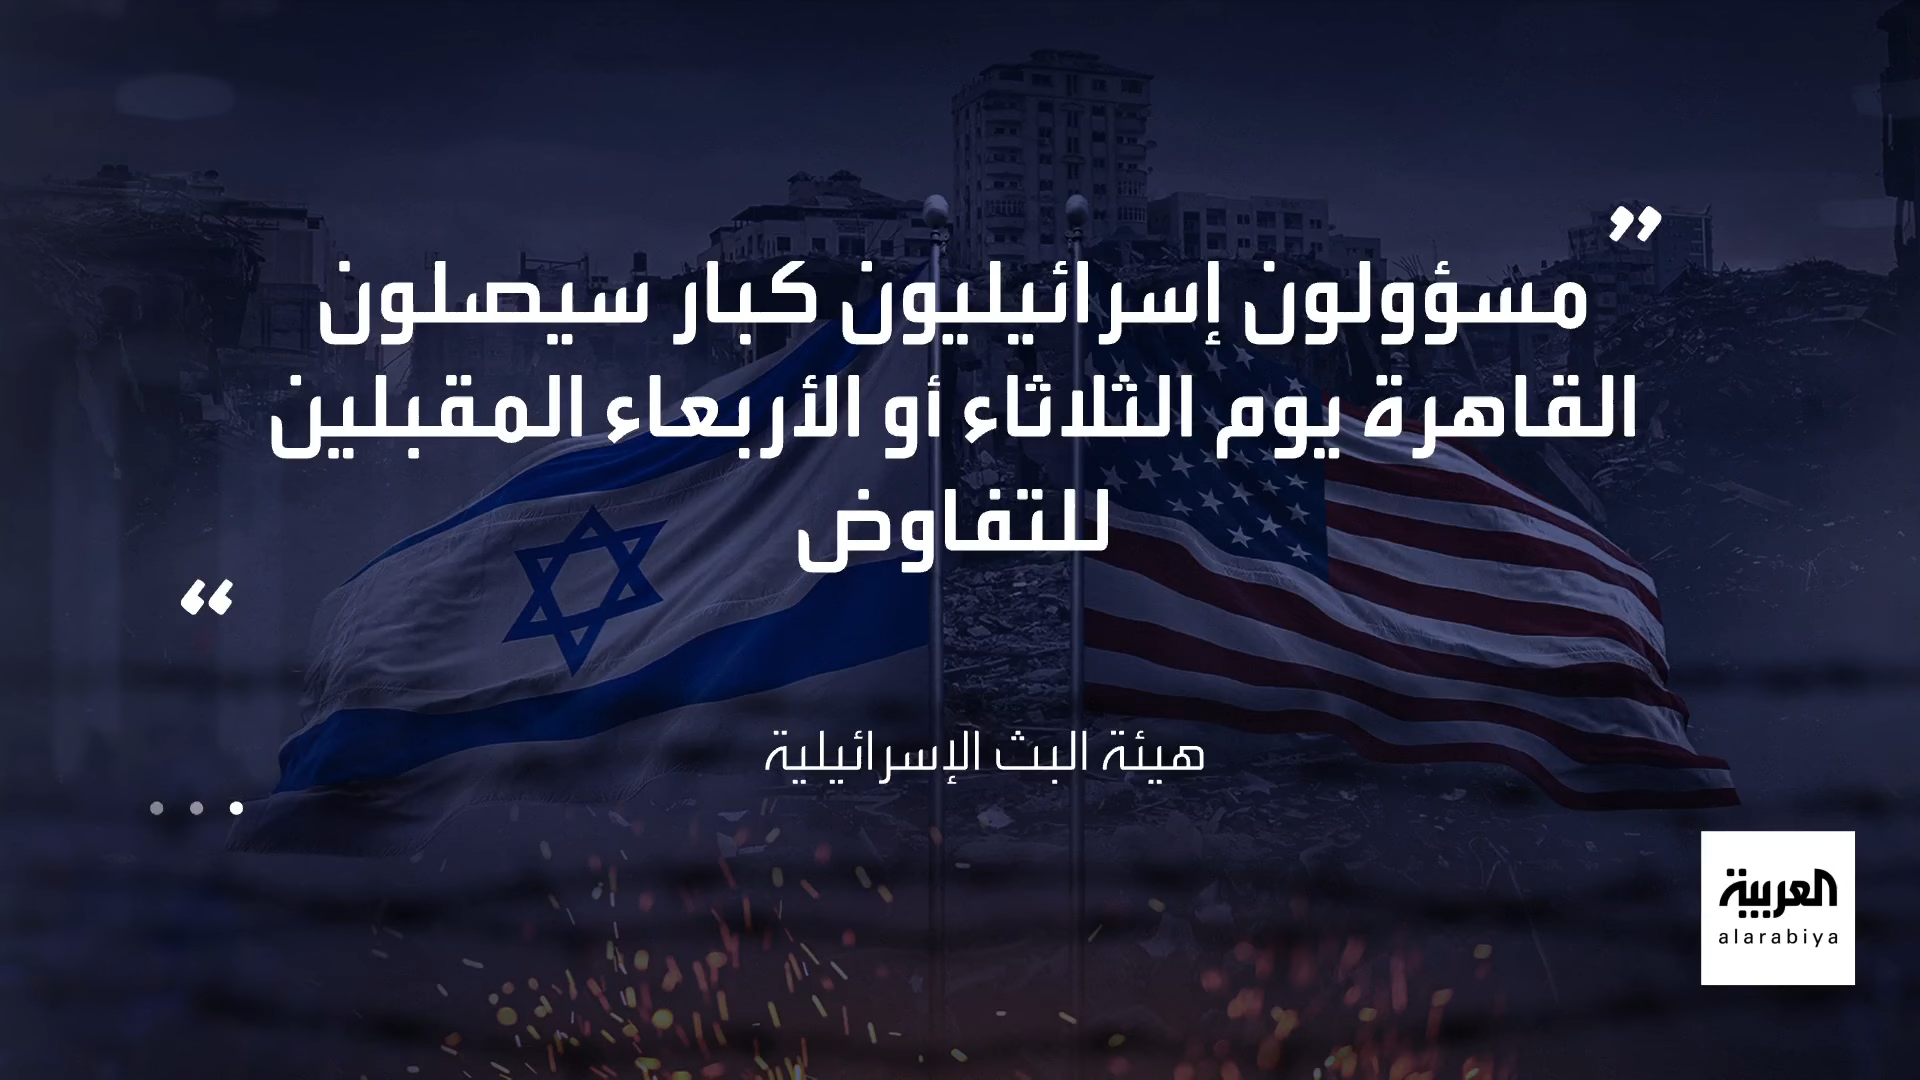 ”
مسؤولون إسرائيليون كبار سيصلون
القاهرة يوم الثلاثاء أو الأربعاء المقبلين
للتفاوض
“
هيئة البث الإسرائيلية
العربية
alarabiya